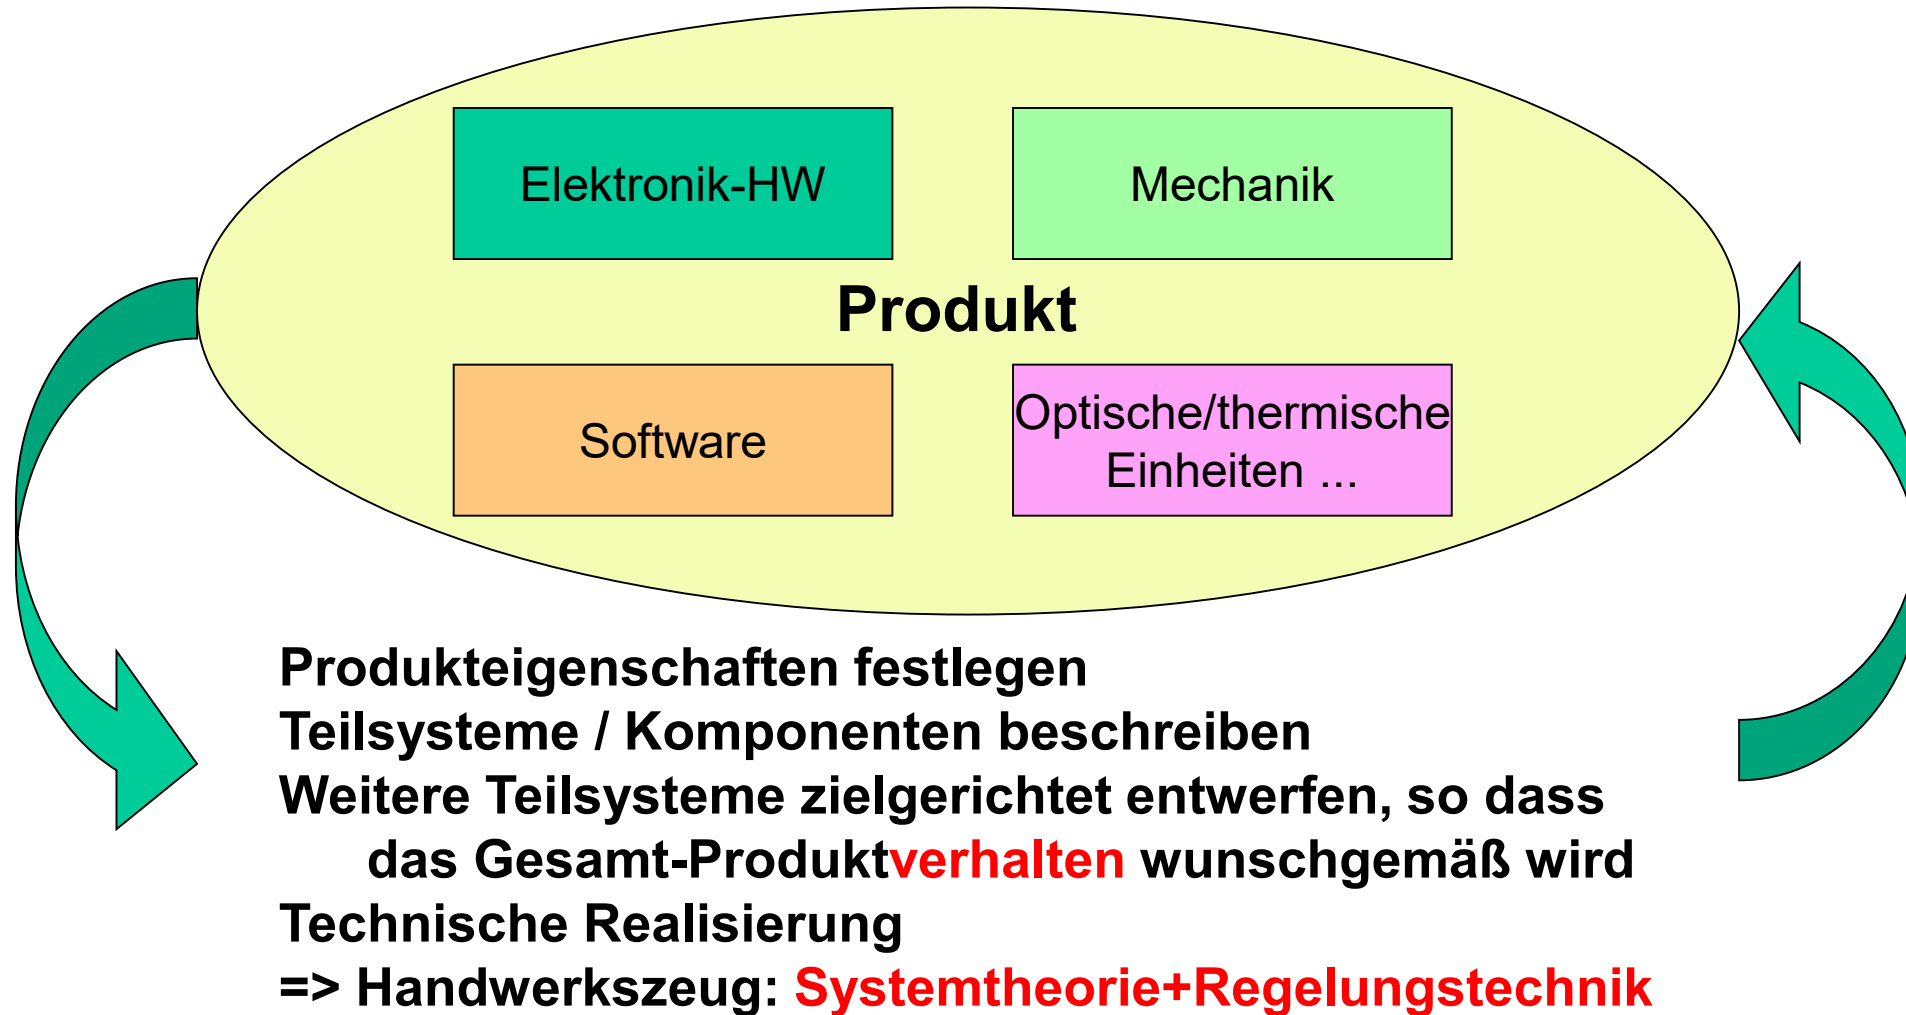 Elektronik-HW
Mechanik
Produkt
Software
Optische/thermische
Einheiten ...
Produkteigenschaften festlegen
Teilsysteme / Komponenten beschreiben
Weitere Teilsysteme zielgerichtet entwerfen, so dass
das Gesamt-Produktverhalten wunschgemäß wird
Technische Realisierung
=> Handwerkszeug: Systemtheorie+Regelungstechnik